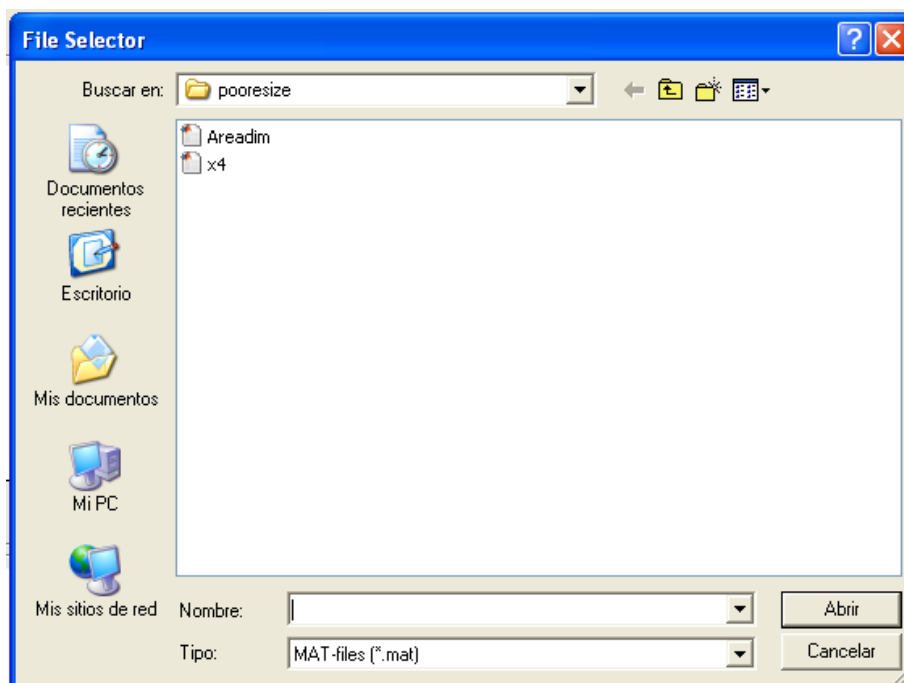 File Selector
?
Buscar en: pooresize
Areadim
x4
Documentos
recientes
Escritorio
Mis documentos
Mi PC
Mis sitios de red
Nombre:
Abrir
Tipo: MAT-files (*.mat)
Cancelar